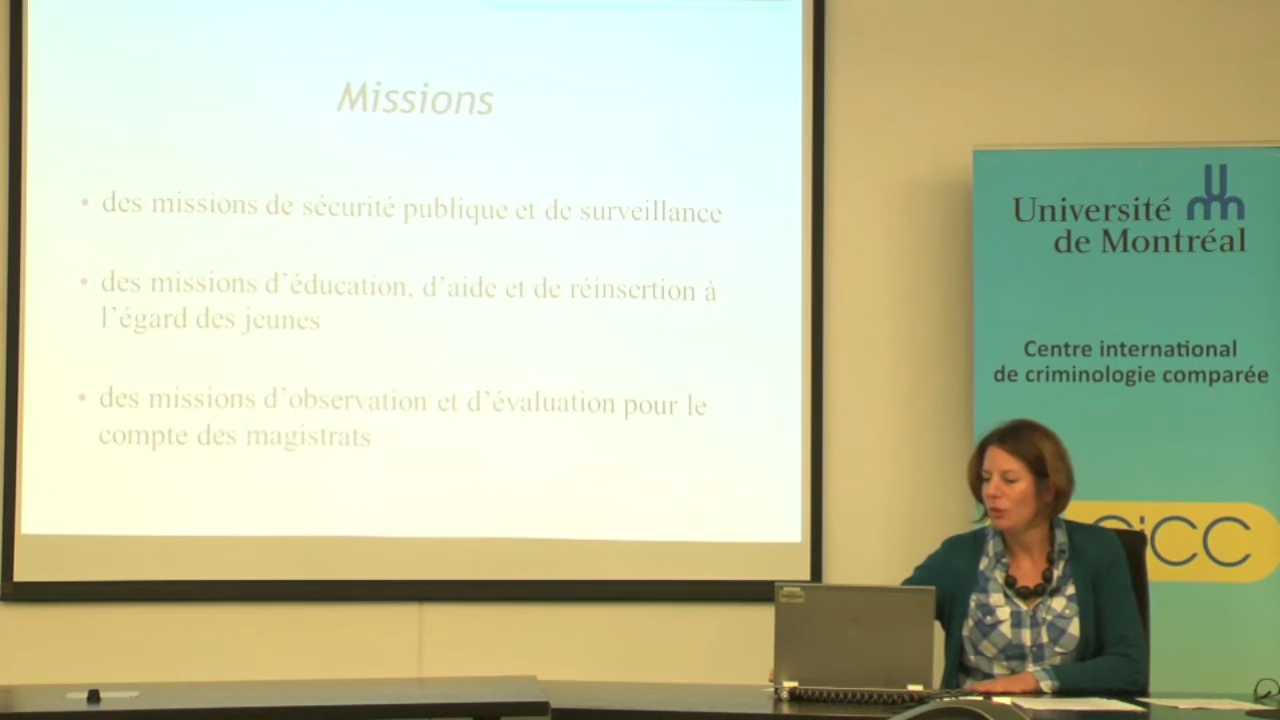 Missions
• des missions de sécurité publique et de surveillance
• des missions d'éducation, d'aide et de réinsertion à
l'égard des jeunes
• des missions d'observation et d'évaluation pour le
compte des magistrats
Université
de Montréal
Centre international
de criminologie comparée
CiCC